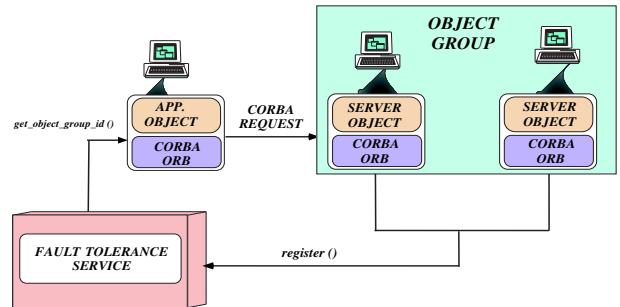 OBJECT
GROUP
APP.
OBJECT
CORBA
ORB
get_object_group_id ()
CORBA
REQUEST
SERVER
OBJECT
CORBA
ORB
SERVER
OBJECT
CORBA
ORB
FAULT TOLERANCE
SERVICE
register ()